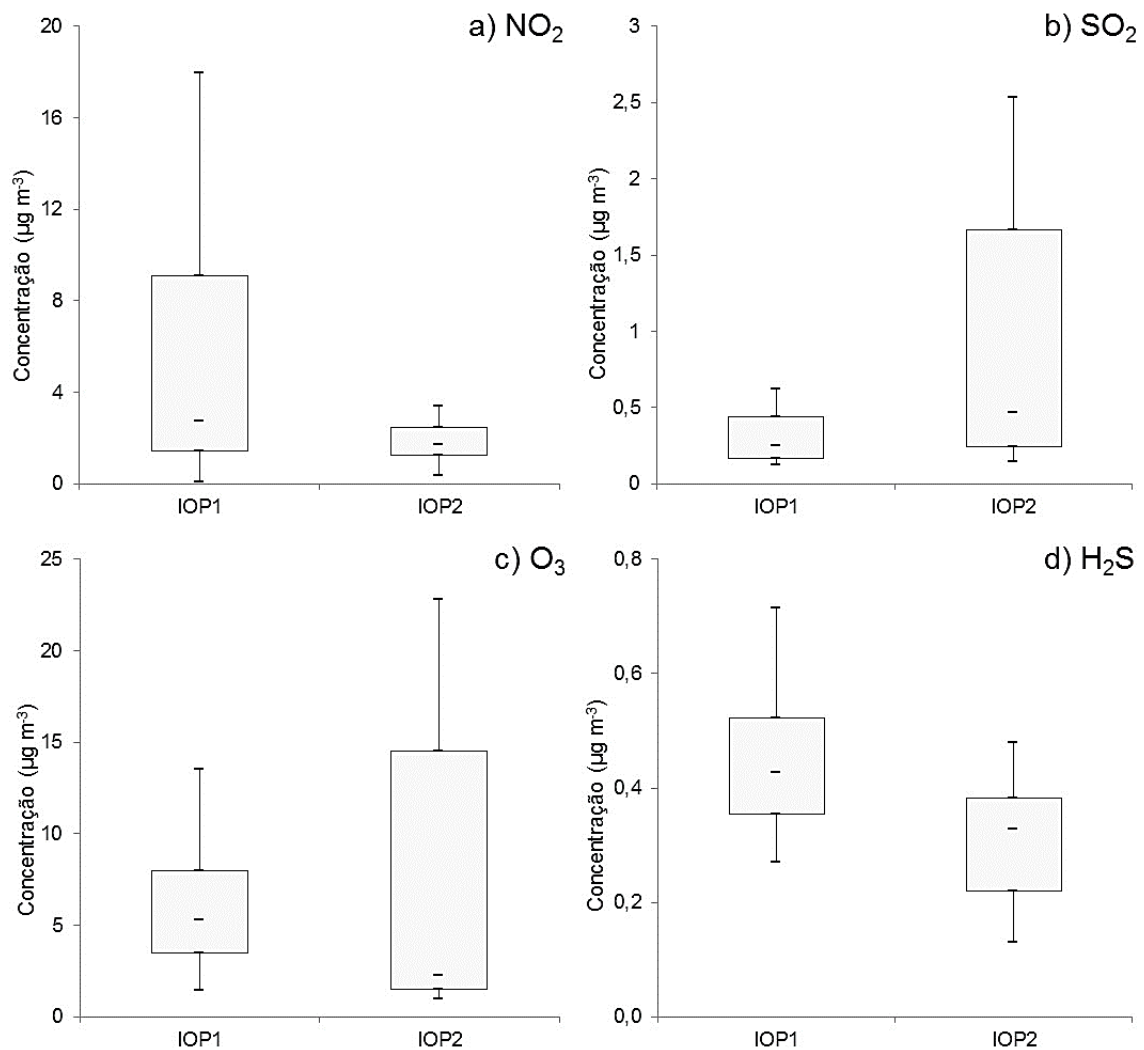 a) NO₂
20
16
12
8
4
0
Concentração (µg m⁻³)
IOP1 IOP2
b) SO₂
3
2,5
2
1,5
1
0,5
0
Concentração (µg m⁻³)
IOP1 IOP2
c) O₃
25
20
15
10
5
0
Concentração (µg m⁻³)
IOP1 IOP2
d) H₂S
0,8
0,6
0,4
0,2
0,0
Concentração (µg m⁻³)
IOP1 IOP2